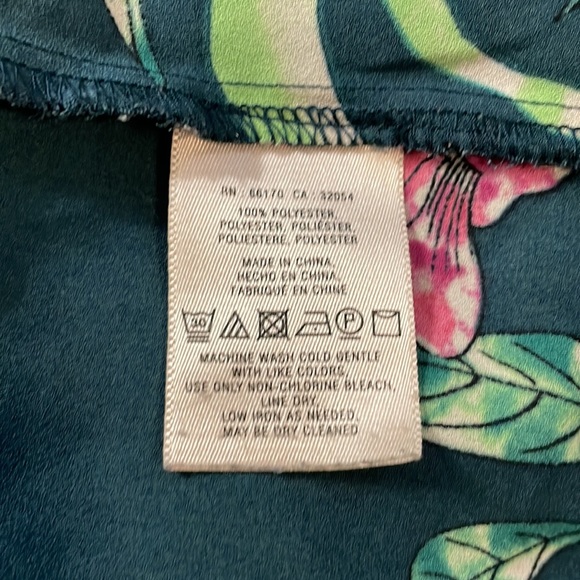 RN : 66170 CA - 32054
100% POLYESTER,
POLYESTER, POLIÉSTER,
POLIESTERE, POLYESTER
MADE IN CHINA,
HECHO EN CHINA,
FABRIQUÉ EN CHINE
30 P
MACHINE WASH COLD GENTLE
WITH LIKE COLORS,
USE ONLY NON-CHLORINE BLEACH,
LINE DRY,
LOW IRON AS NEEDED,
MAY BE DRY CLEANED